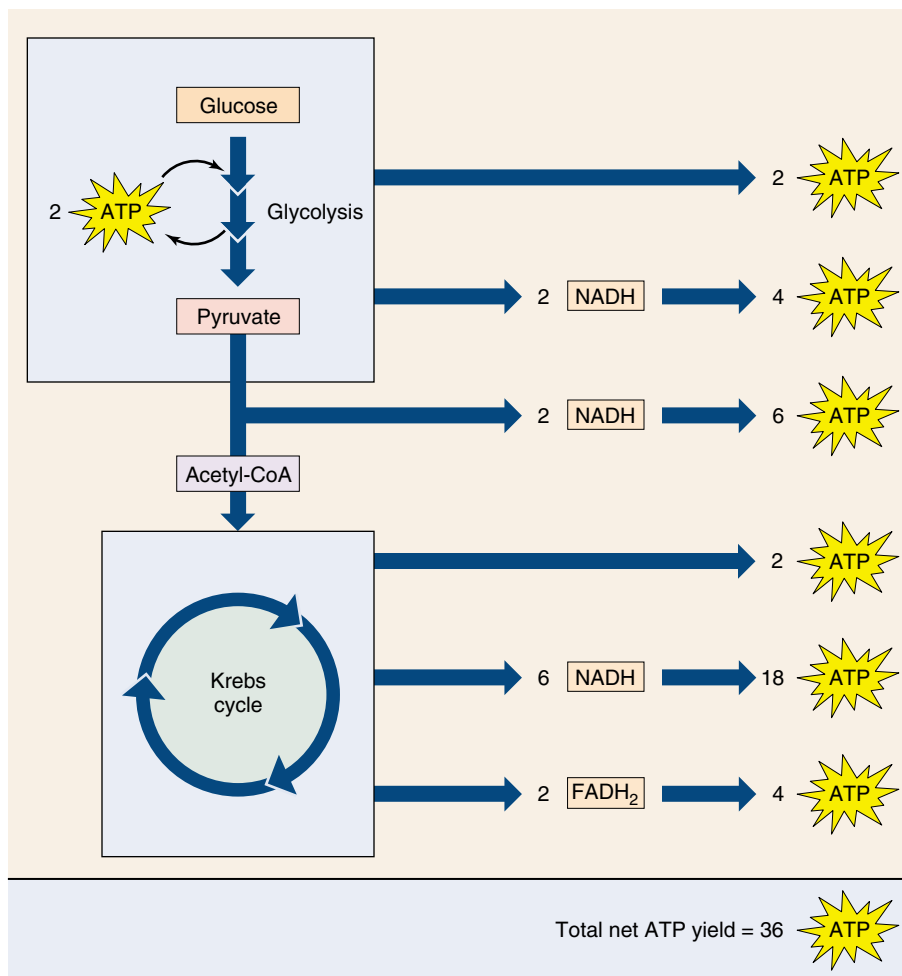 Glucose
2 ATP
Glycolysis
2 ATP
2 NADH 4 ATP
Pyruvate
2 NADH 6 ATP
Acetyl-CoA
2 ATP
Krebs
cycle
6 NADH 18 ATP
2 FADH₂ 4 ATP
Total net ATP yield = 36 ATP